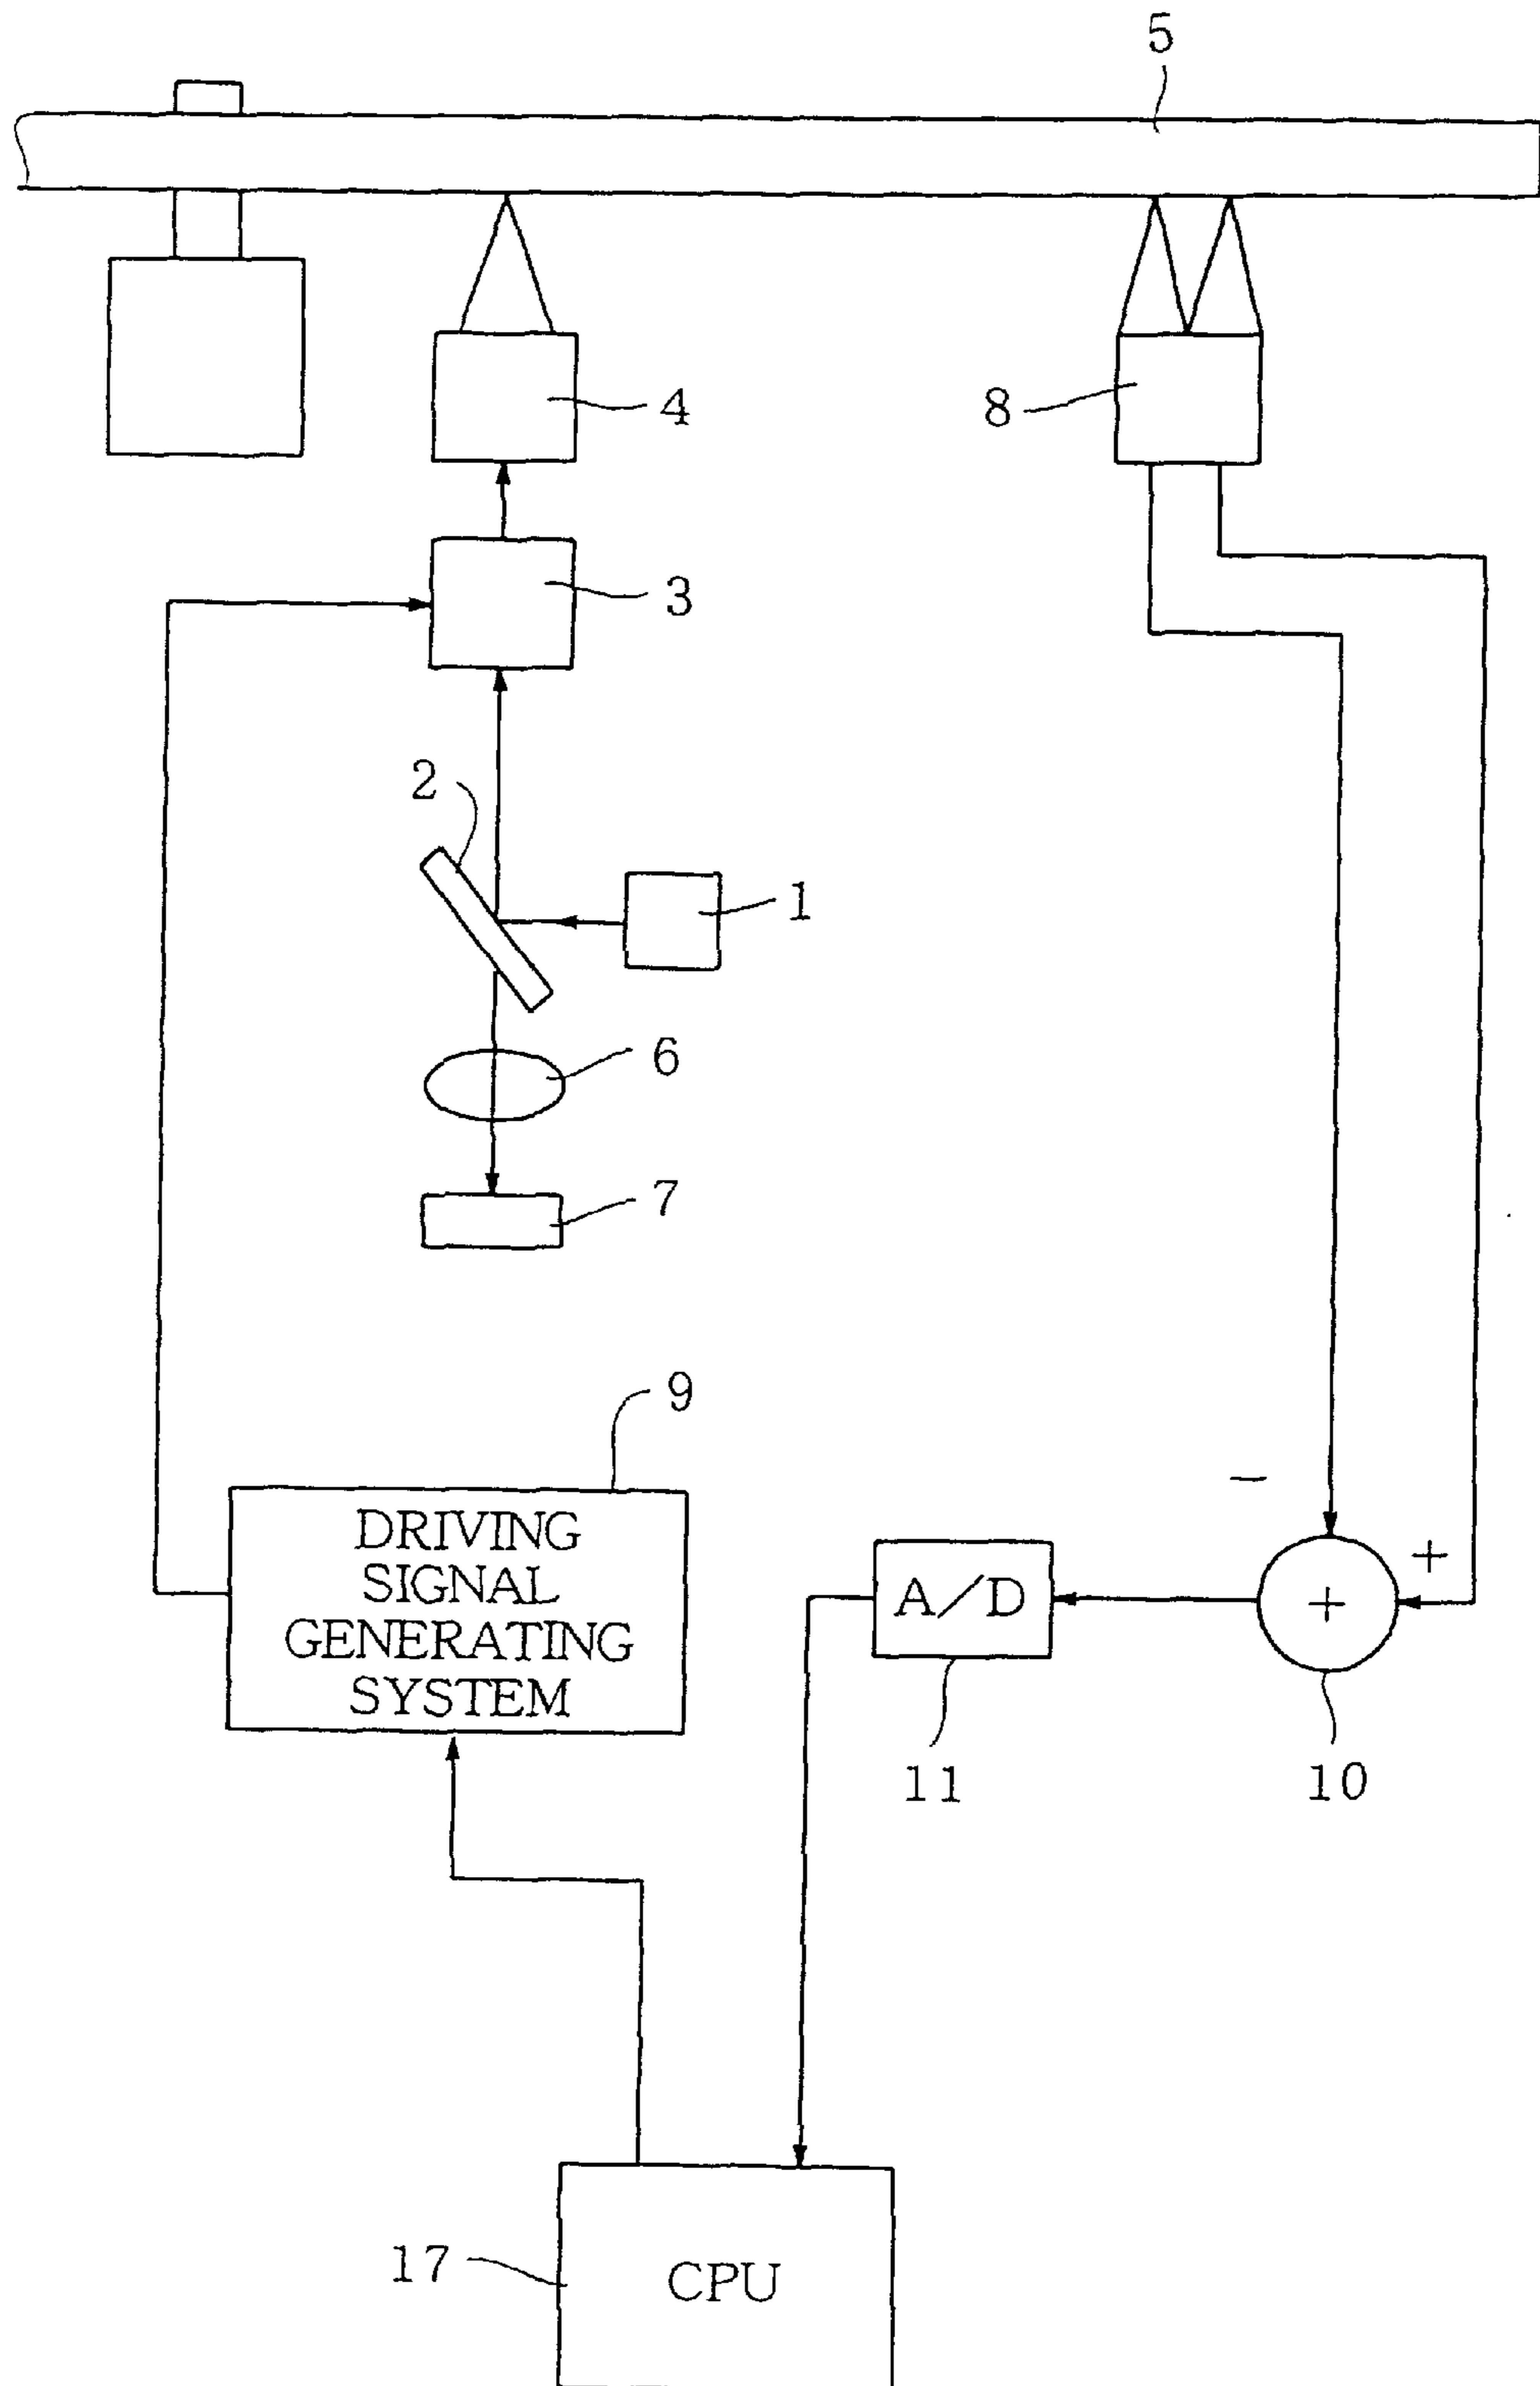 5
4
8
3
2
1
6
7
9
DRIVING
SIGNAL
GENERATING
SYSTEM
−
+
A/D
+
11
10
17
CPU